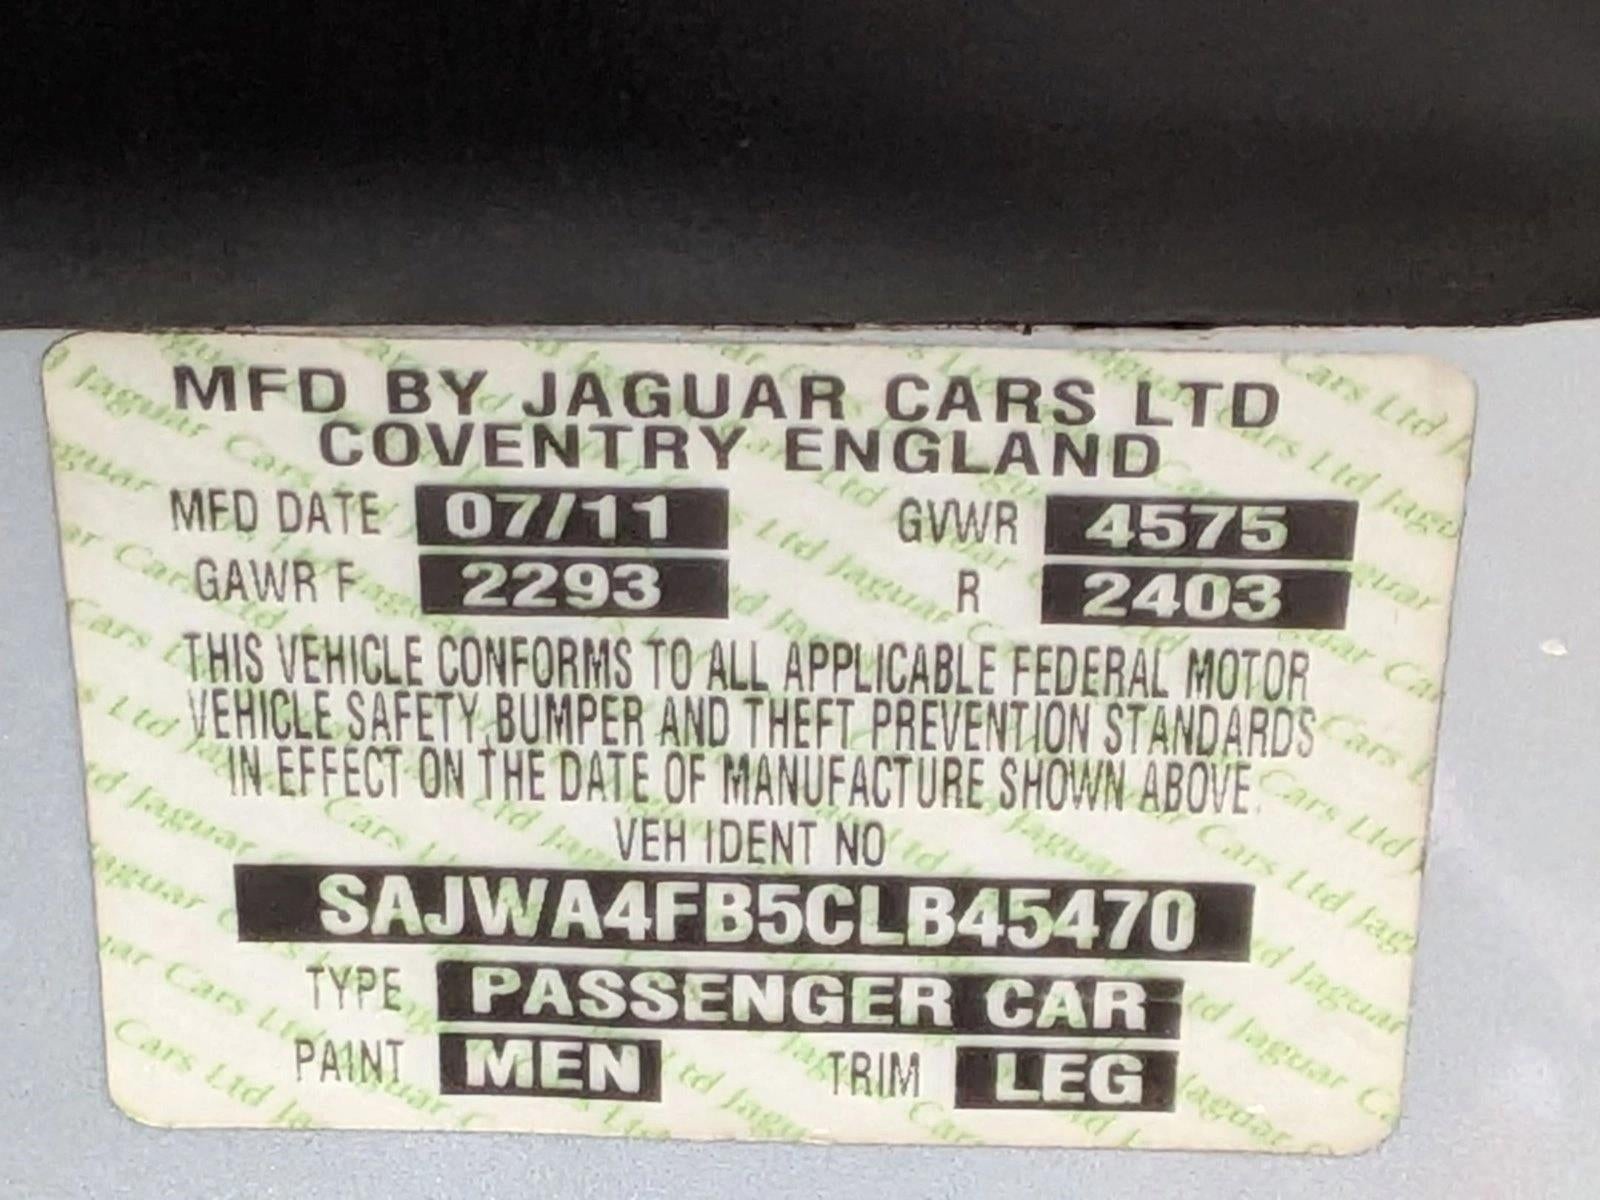 MFD BY JAGUAR CARS LTD
COVENTRY ENGLAND
MFD DATE 07/11 GVWR 4575
GAWR F 2293 R 2403
THIS VEHICLE CONFORMS TO ALL APPLICABLE FEDERAL MOTOR
VEHICLE SAFETY,BUMPER AND THEFT PREVENTION STANDARDS
IN EFFECT ON THE DATE OF MANUFACTURE SHOWN ABOVE.
VEH IDENT NO
SAJWA4FB5CLB45470
TYPE PASSENGER CAR
PAINT MEN TRIM LEG